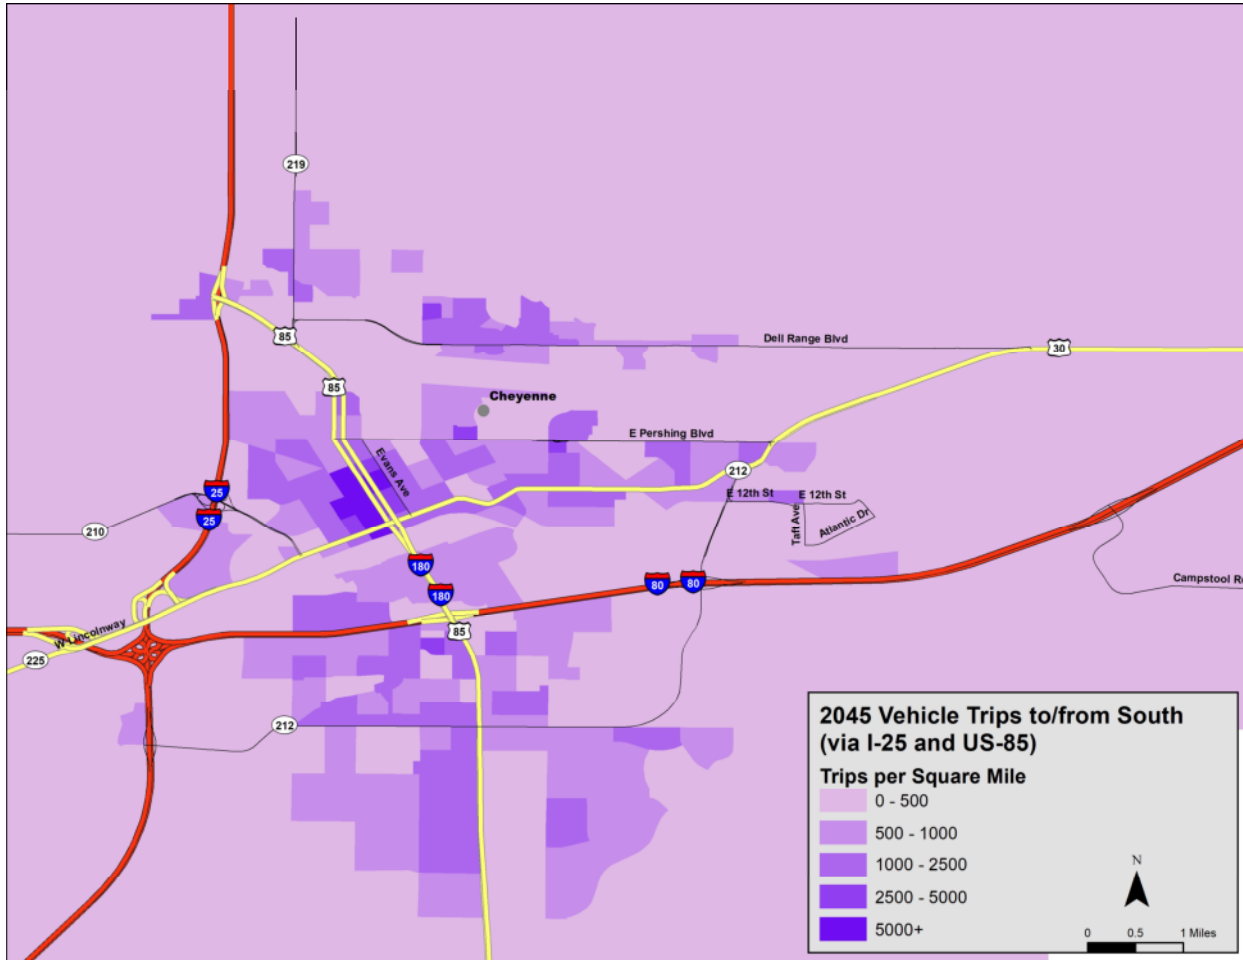 219
85
Dell Range Blvd
30
85
Cheyenne
E Pershing Blvd
Evans Ave
212
25
E 12th St
E 12th St
25
210
Taft Ave
Atlantic Dr
180
80
80
Campstool R
180
W Lincolnway
85
225
212
2045 Vehicle Trips to/from South
(via I-25 and US-85)
Trips per Square Mile
0 - 500
500 - 1000
1000 - 2500
2500 - 5000
5000+
N
0 0.5 1 Miles